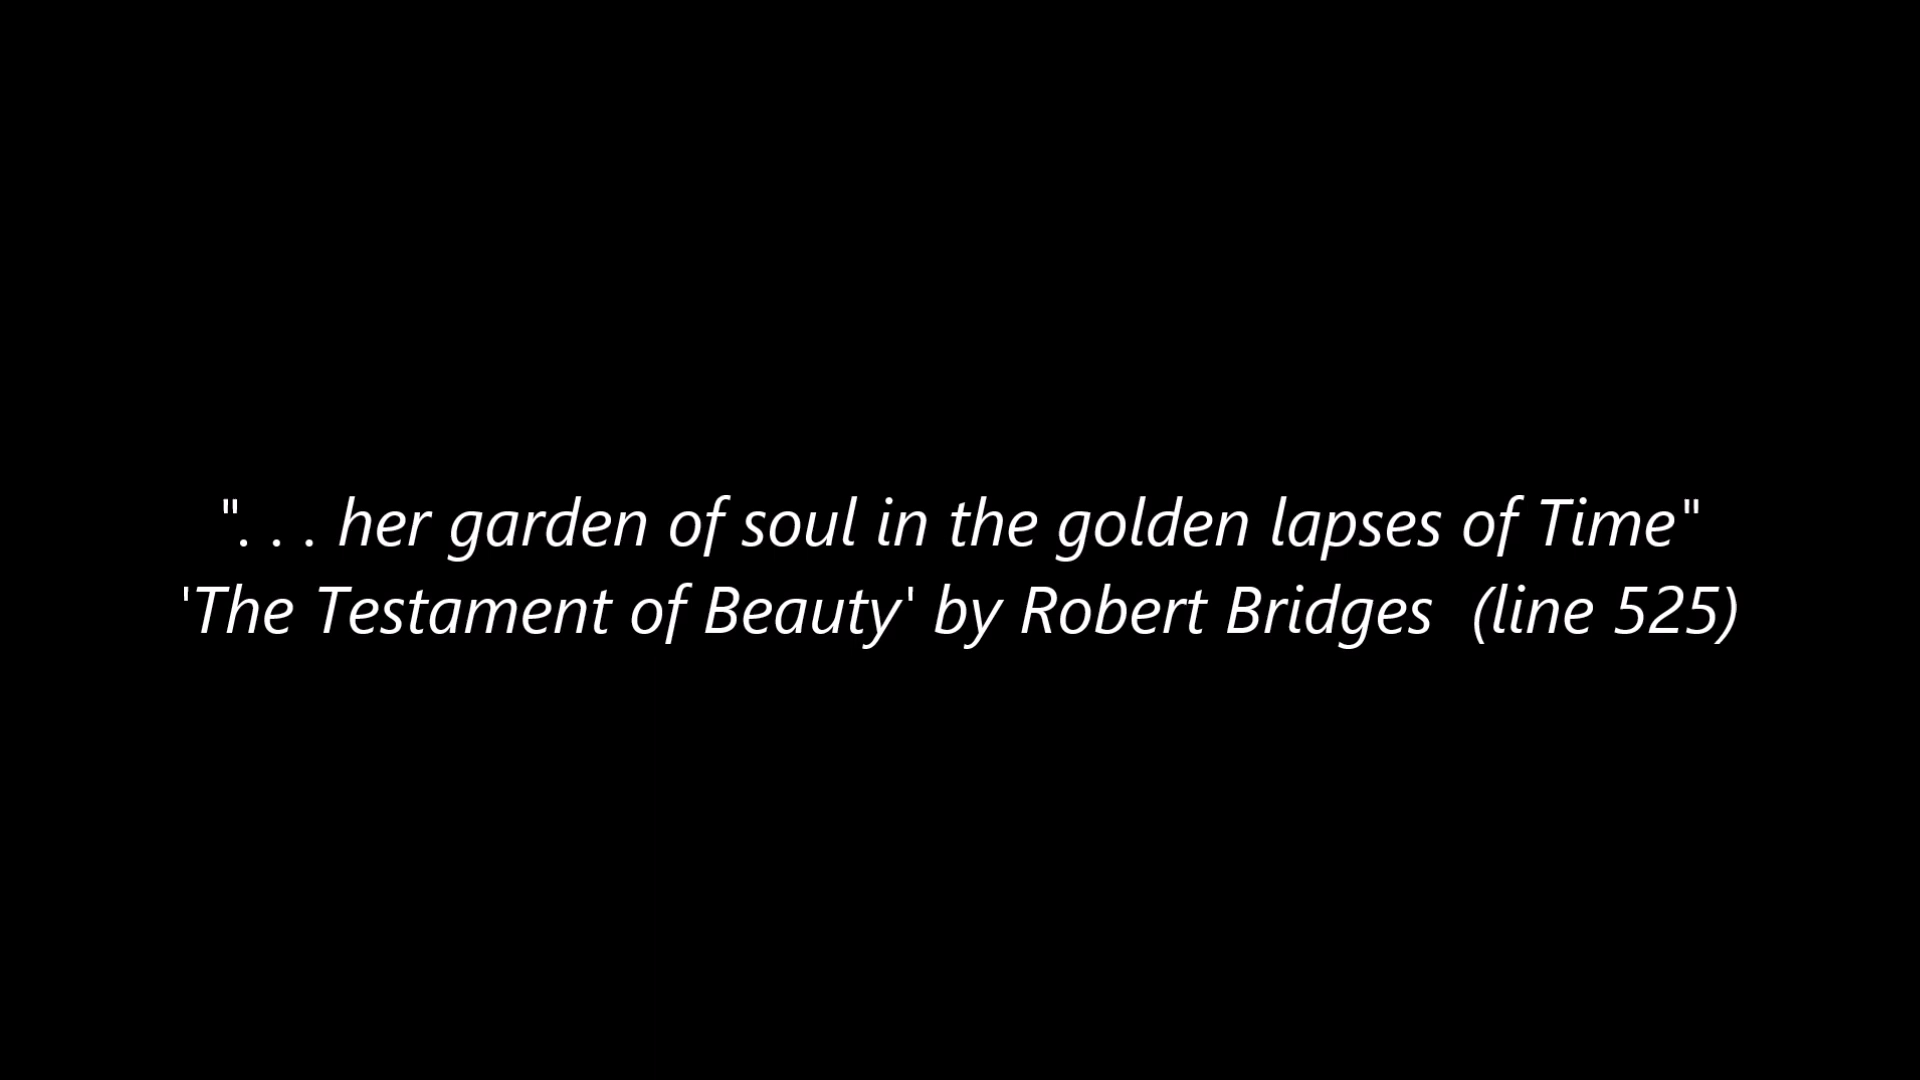 ". . . her garden of soul in the golden lapses of Time"
'The Testament of Beauty' by Robert Bridges  (line 525)